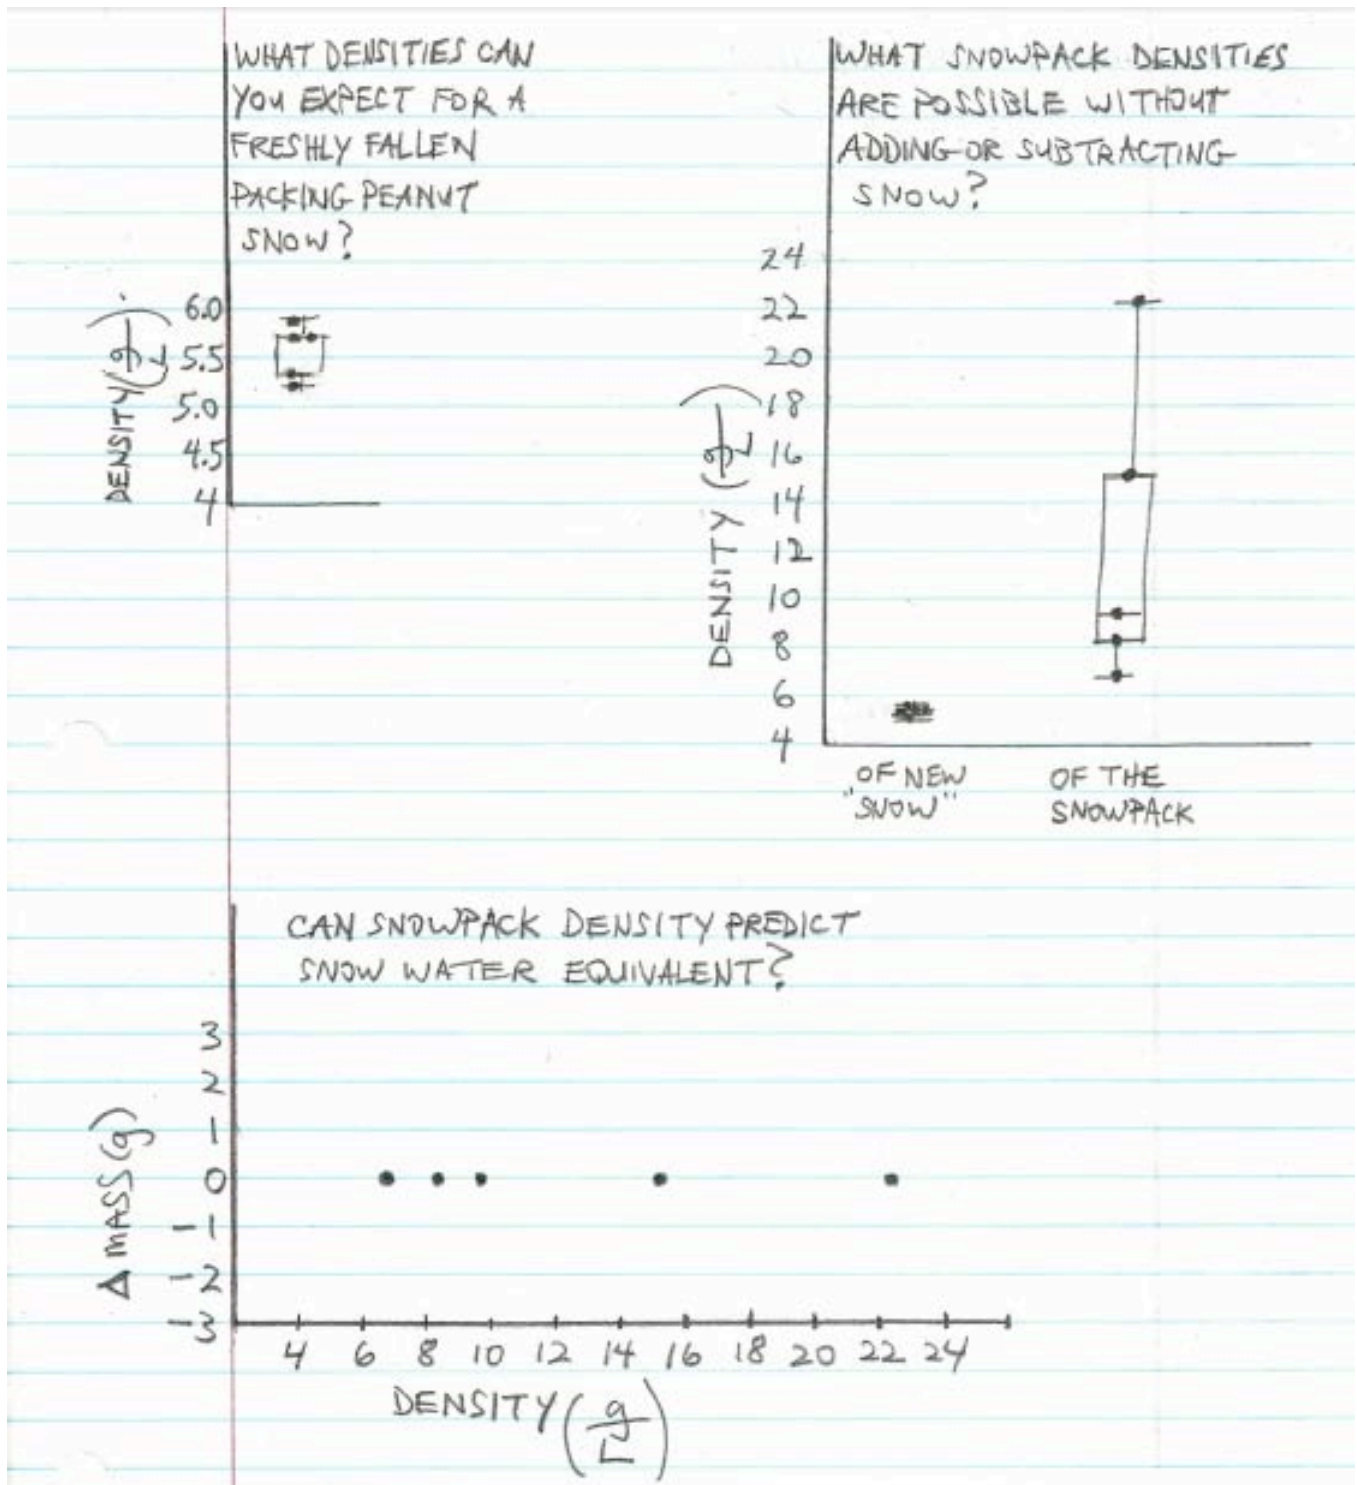 WHAT DENSITIES CAN
YOU EXPECT FOR A
FRESHLY FALLEN
PACKING PEANUT
SNOW?
6.0
5.5
5.0
4.5
4
DENSITY (g/L)
WHAT SNOWPACK DENSITIES
ARE POSSIBLE WITHOUT
ADDING OR SUBTRACTING
SNOW?
24
22
20
18
16
14
12
10
8
6
4
DENSITY (g/L)
OF NEW
"SNOW"
OF THE
SNOWPACK
CAN SNOWPACK DENSITY PREDICT
SNOW WATER EQUIVALENT?
3
2
1
0
-1
-2
-3
Δ MASS (g)
4 6 8 10 12 14 16 18 20 22 24
DENSITY (g/L)